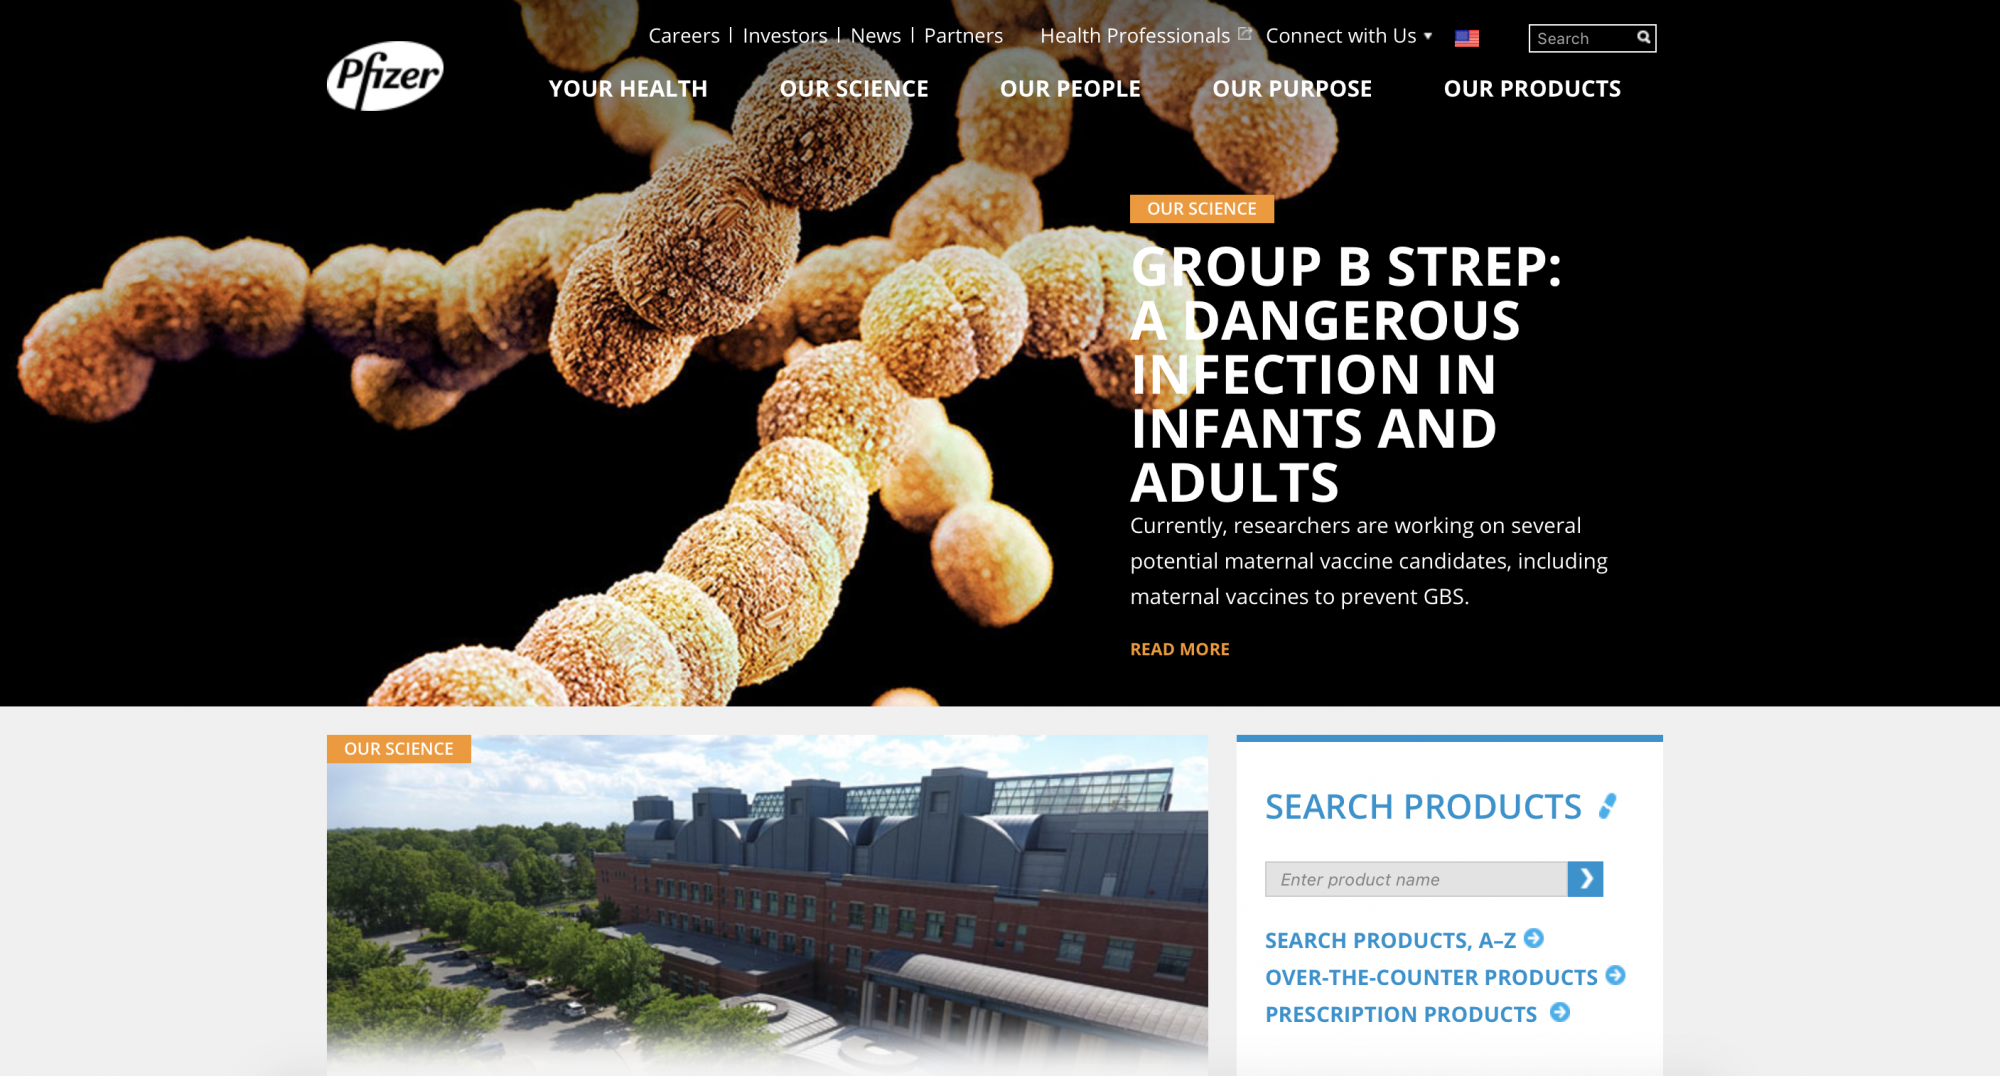 Pfizer
Careers | Investors | News | Partners Health Professionals Connect with Us
Search
YOUR HEALTH OUR SCIENCE OUR PEOPLE OUR PURPOSE OUR PRODUCTS
OUR SCIENCE
GROUP B STREP:
A DANGEROUS
INFECTION IN
INFANTS AND
ADULTS
Currently, researchers are working on several
potential maternal vaccine candidates, including
maternal vaccines to prevent GBS.
READ MORE
OUR SCIENCE
SEARCH PRODUCTS
Enter product name
SEARCH PRODUCTS, A–Z
OVER-THE-COUNTER PRODUCTS
PRESCRIPTION PRODUCTS